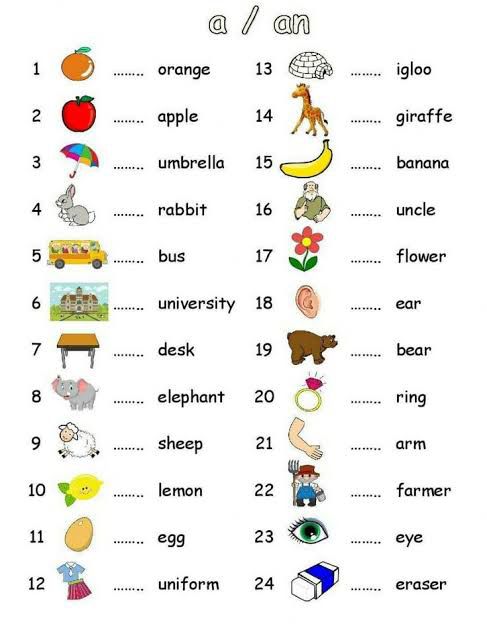 a / an
1 ........ orange 13 ........ igloo
2 ........ apple 14 ........ giraffe
3 ........ umbrella 15 ........ banana
4 ........ rabbit 16 ........ uncle
5 ........ bus 17 ........ flower
6 ........ university 18 ........ ear
7 ........ desk 19 ........ bear
8 ........ elephant 20 ........ ring
9 ........ sheep 21 ........ arm
10 ........ lemon 22 ........ farmer
11 ........ egg 23 ........ eye
12 ........ uniform 24 ........ eraser